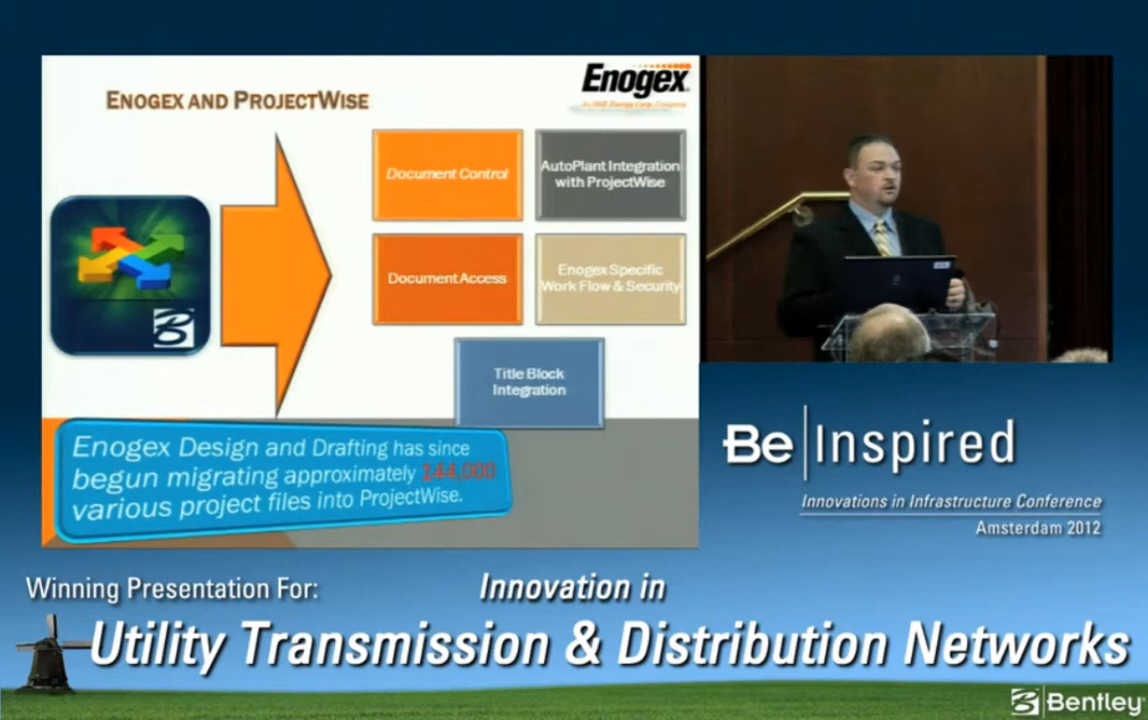 ENOGEX AND PROJECTWISE
Enogex
An OGE Energy Corp. Company
Document Control
AutoPlant Integration
with ProjectWise
Document Access
Enogex Specific
Work Flow & Security
Title Block
Integration
Enogex Design and Drafting has since
begun migrating approximately 144,000
various project files into ProjectWise.
Be Inspired
Innovations in Infrastructure Conference
Amsterdam 2012
Winning Presentation For:
Innovation in
Utility Transmission & Distribution Networks
Bentley